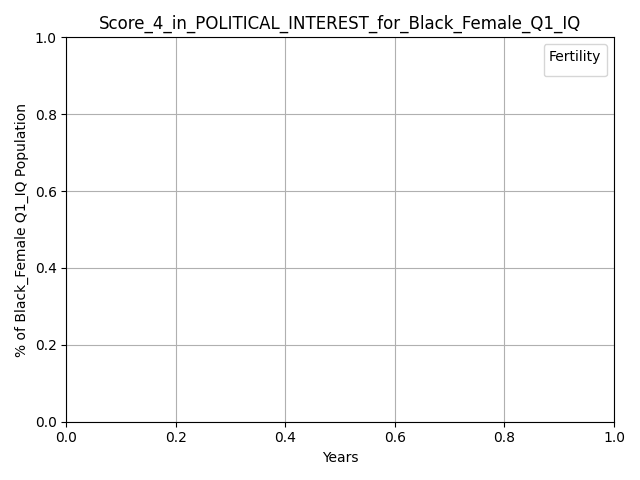 Score_4_in_POLITICAL_INTEREST_for_Black_Female_Q1_IQ
Fertility
% of Black_Female Q1_IQ Population
1.0
0.8
0.6
0.4
0.2
0.0
0.0 0.2 0.4 0.6 0.8 1.0
Years